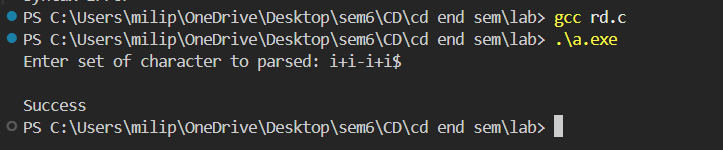 PS C:\Users\milip\OneDrive\Desktop\sem6\CD\cd end sem\lab> gcc rd.c
PS C:\Users\milip\OneDrive\Desktop\sem6\CD\cd end sem\lab> .\a.exe
Enter set of character to parsed: i+i-i+i$
Success
PS C:\Users\milip\OneDrive\Desktop\sem6\CD\cd end sem\lab>